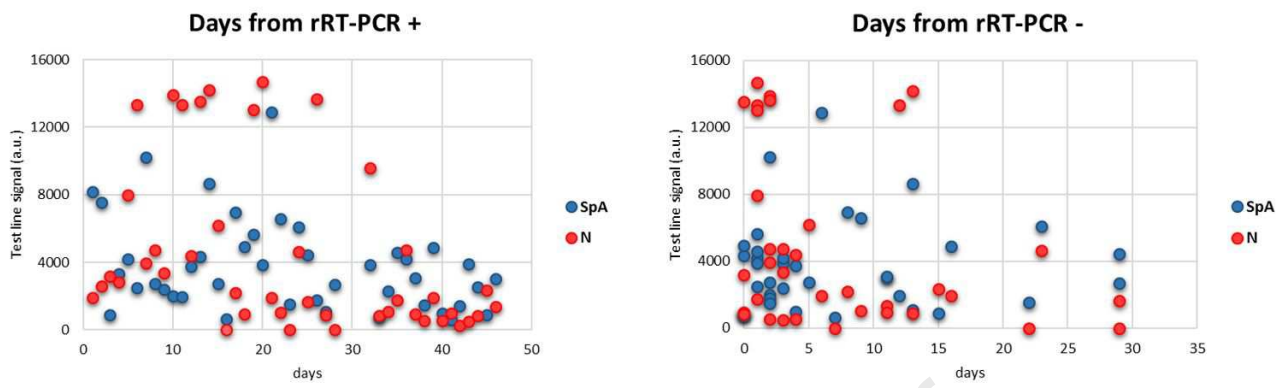 Days from rRT-PCR +
16000
12000
8000
4000
0
Test line signal (a.u.)
0 10 20 30 40 50
days
SpA
N
Days from rRT-PCR -
16000
12000
8000
4000
0
Test line signal (a.u.)
0 5 10 15 20 25 30 35
days
SpA
N